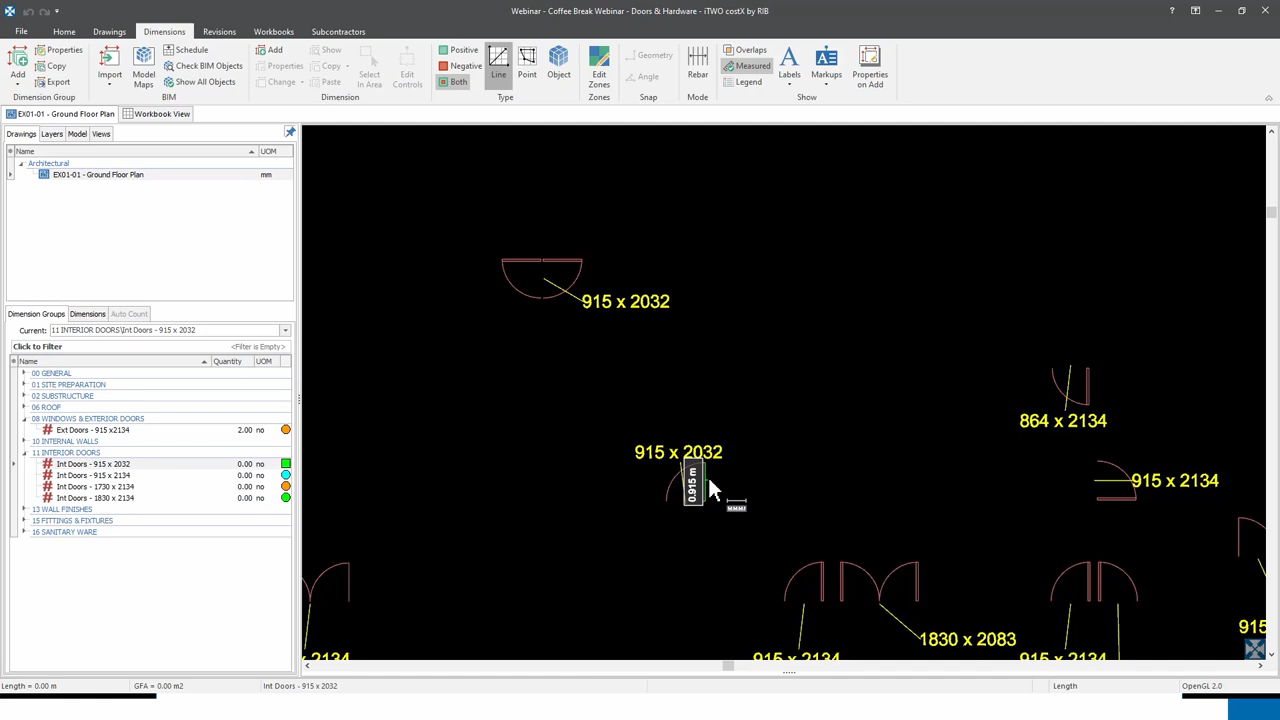 Webinar - Coffee Break Webinar - Doors & Hardware - iTWO costX by RIB
File Home Drawings Dimensions Revisions Workbooks Subcontractors
Add
Properties
Copy
Export
Dimension Group
Import
Model Maps
Schedule
Check BIM Objects
Show All Objects
BIM
Add Show
Properties Copy
Change Paste
Select In Area
Edit Controls
Dimension
Positive
Negative
Both
Line
Point
Object
Type
Edit Zones
Zones
Geometry
Angle
Snap
Rebar
Mode
Overlaps
Measured
Legend
Labels
Markups
Properties on Add
Show
EX01-01 - Ground Floor Plan Workbook View
Drawings Layers Model Views
Name UOM
Architectural
EX01-01 - Ground Floor Plan mm
Dimension Groups Dimensions Auto Count
Current: 11 INTERIOR DOORS\Int Doors - 915 x 2032
Click to Filter <Filter is Empty>
Name Quantity UOM
00 GENERAL
01 SITE PREPARATION
02 SUBSTRUCTURE
06 ROOF
08 WINDOWS & EXTERIOR DOORS
Ext Doors - 915 x2134 2.00 no
10 INTERNAL WALLS
11 INTERIOR DOORS
Int Doors - 915 x 2032 0.00 no
Int Doors - 915 x 2134 0.00 no
Int Doors - 1730 x 2134 0.00 no
Int Doors - 1830 x 2134 0.00 no
13 WALL FINISHES
15 FITTINGS & FIXTURES
16 SANITARY WARE
915 x 2032
864 x 2134
915 x 2032
0.915 m
915 x 2134
1830 x 2083
915
x 2134
915 x 2134
915 x 2134
Length = 0.00 m GFA = 0.00 m2 Int Doors - 915 x 2032 Length OpenGL 2.0